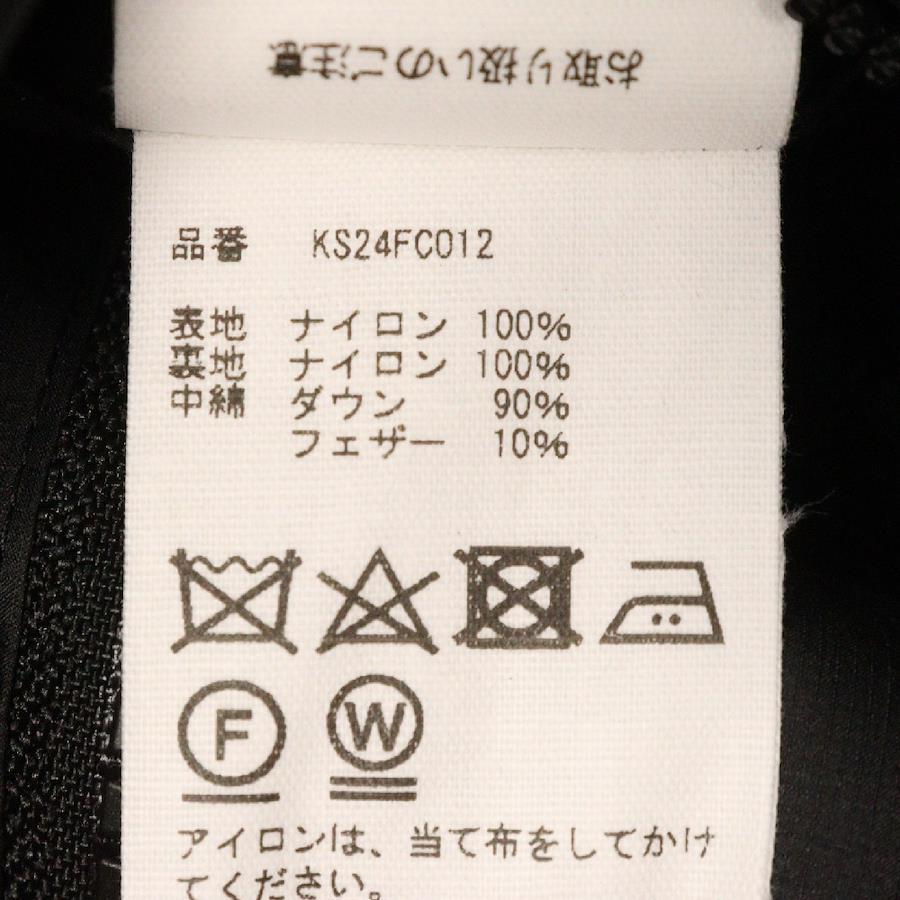 お取り扱いのご注意
品番 KS24FC012
表地 ナイロン 100%
裏地 ナイロン 100%
中綿 ダウン 90%
フェザー 10%
F W
アイロンは、当て布をしてかけ
てください。